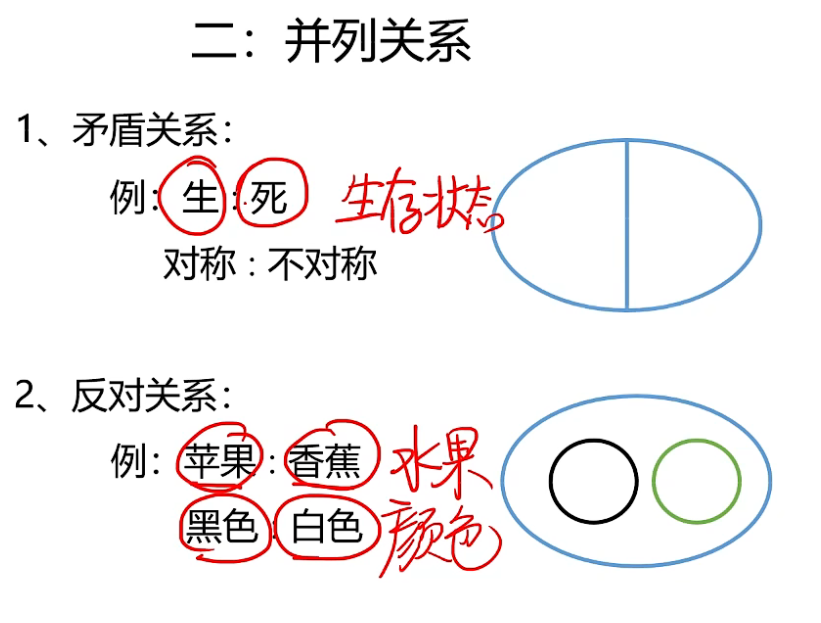 二：并列关系
1、矛盾关系：
例：生：死 生存状态
对称：不对称
2、反对关系：
例：苹果：香蕉 水果
黑色：白色 颜色